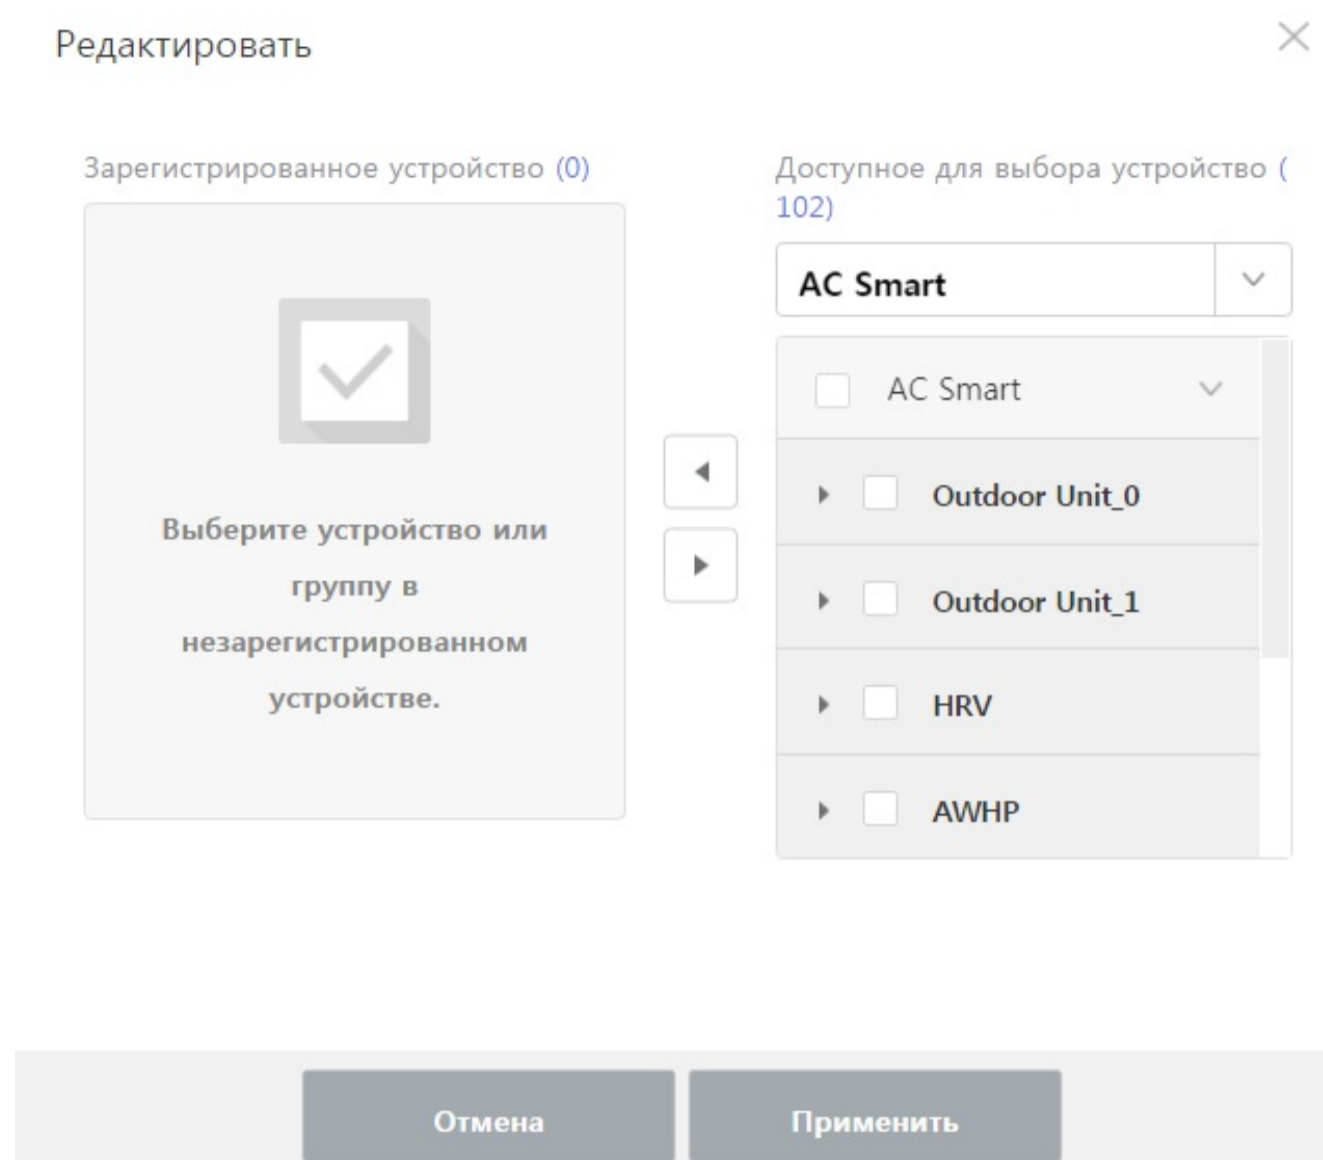 Редактировать
Зарегистрированное устройство (0)
Выберите устройство или
группу в
незарегистрированном
устройстве.
Доступное для выбора устройство (
102)
AC Smart
AC Smart
Outdoor Unit_0
Outdoor Unit_1
HRV
AWHP
Отмена
Применить